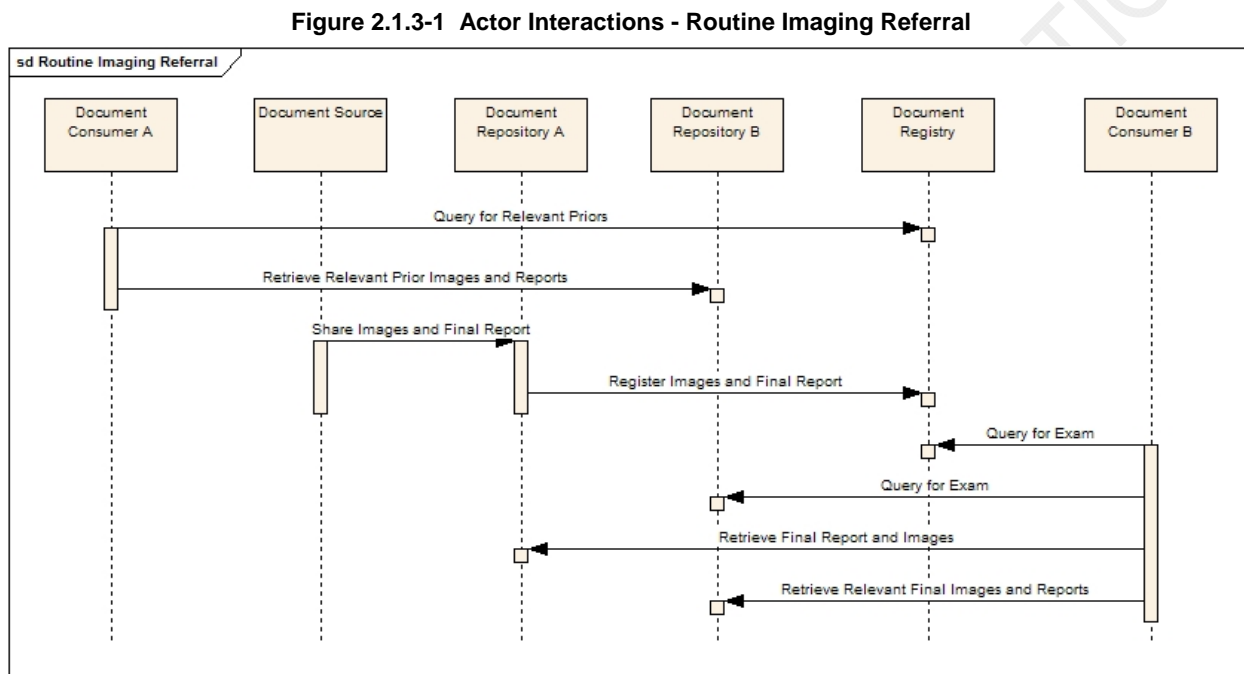 Figure 2.1.3-1 Actor Interactions - Routine Imaging Referral
sd Routine Imaging Referral
Document
Consumer A
Document Source
Document
Repository A
Document
Repository B
Document
Registry
Document
Consumer B
Query for Relevant Priors
Retrieve Relevant Prior Images and Reports
Share Images and Final Report
Register Images and Final Report
Query for Exam
Query for Exam
Retrieve Final Report and Images
Retrieve Relevant Final Images and Reports